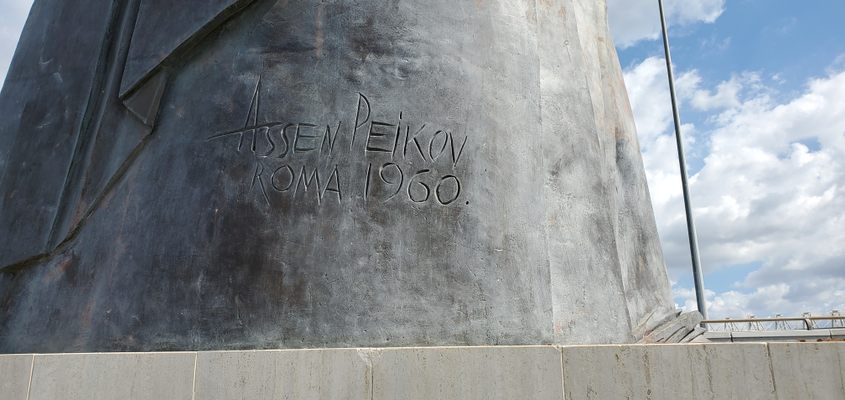 ASSEN PEIKOV
ROMA 1960.